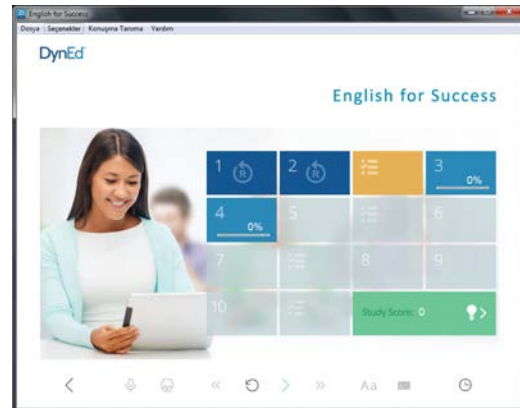 English for Success
Dosya Seçenekler Konuşma Tanıma Yardım
DynEd
English for Success
1 R 2 R 3 0%
4 0% 5 6
7 8 9
10 Study Score: 0
Aa